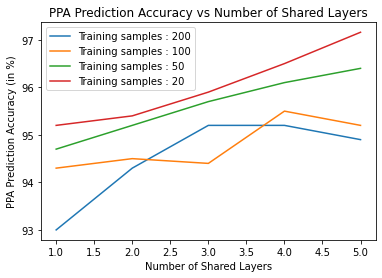 PPA Prediction Accuracy vs Number of Shared Layers
Training samples : 200
Training samples : 100
Training samples : 50
Training samples : 20
PPA Prediction Accuracy (in %)
97
96
95
94
93
1.0 1.5 2.0 2.5 3.0 3.5 4.0 4.5 5.0
Number of Shared Layers